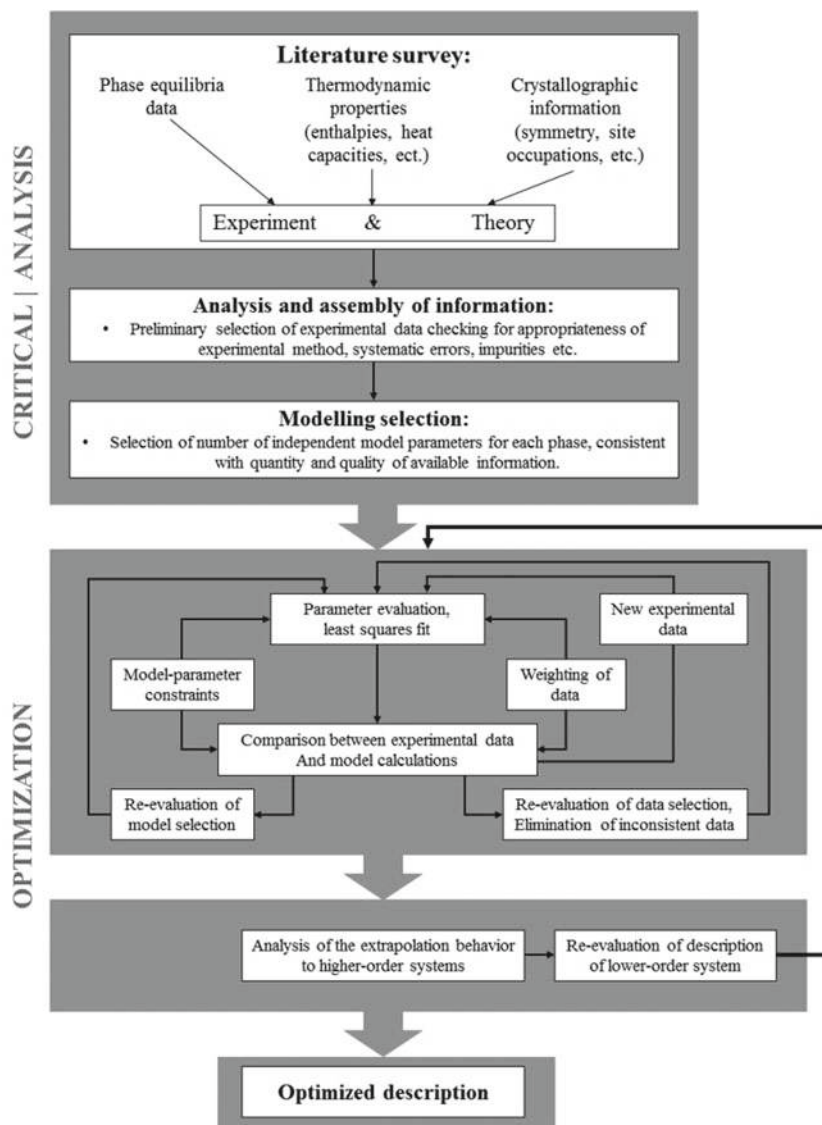 CRITICAL | ANALYSIS
Literature survey:
Phase equilibria
data
Thermodynamic
properties
(enthalpies, heat
capacities, ect.)
Crystallographic
information
(symmetry, site
occupations, etc.)
Experiment & Theory
Analysis and assembly of information:
• Preliminary selection of experimental data checking for appropriateness of
experimental method, systematic errors, impurities etc.
Modelling selection:
• Selection of number of independent model parameters for each phase, consistent
with quantity and quality of available information.
OPTIMIZATION
Parameter evaluation,
least squares fit
New experimental
data
Model-parameter
constraints
Weighting of
data
Comparison between experimental data
And model calculations
Re-evaluation of
model selection
Re-evaluation of data selection,
Elimination of inconsistent data
Analysis of the extrapolation behavior
to higher-order systems
Re-evaluation of description
of lower-order system
Optimized description